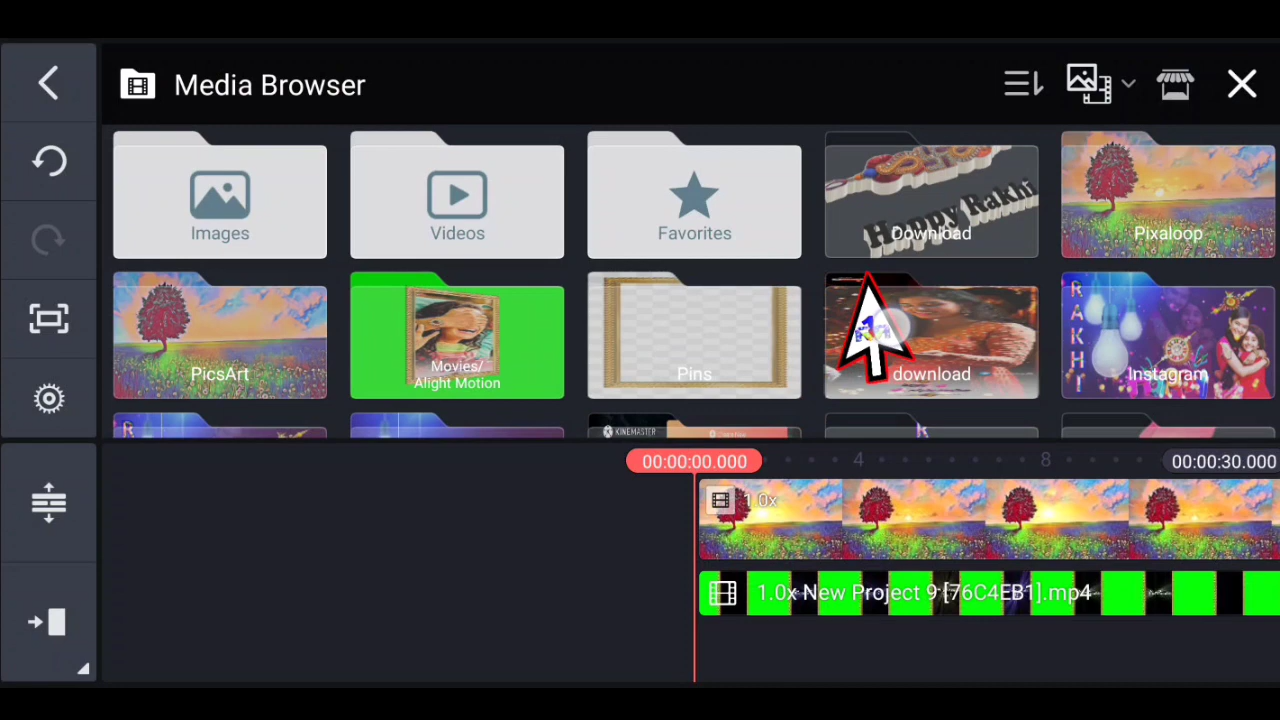 Media Browser
Images
Videos
Favorites
Happy Rakhi
Download
Pixaloop
PicsArt
Movies/
Alight Motion
Pins
download
RAKHI
Instagram
KINEMASTER
00:00:00.000
4
8
00:00:30.000
1.0x
1.0x New Project 9 [76C4EB1].mp4